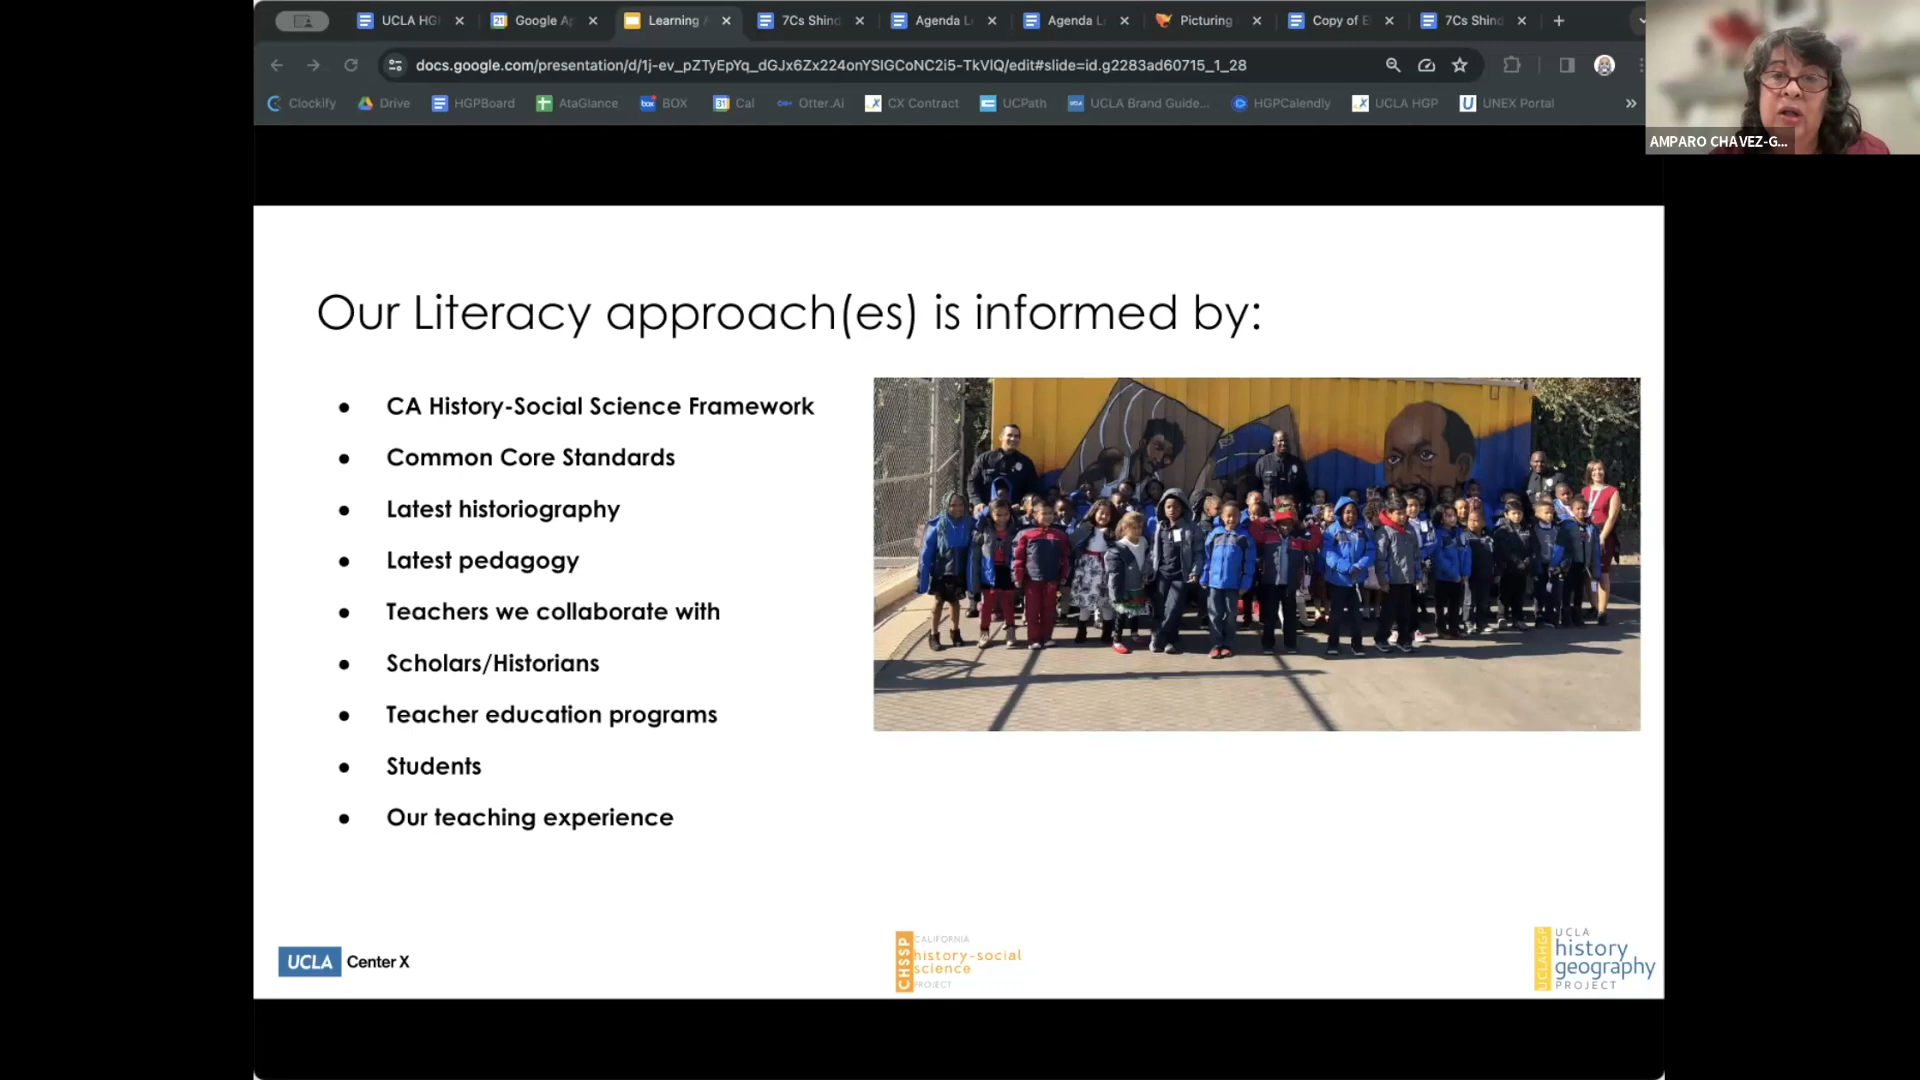 UCLA HG
Google Ap
Learning
7Cs Shind
Agenda L
Agenda L
Picturing
Copy of E
7Cs Shind
docs.google.com/presentation/d/1j-ev_pZTyEpYq_dGJx6Zx224onYSIGCoNC2i5-TkVIQ/edit#slide=id.g2283ad60715_1_28
Clockify
Drive
HGPBoard
AtaGlance
BOX
Cal
Otter.Ai
CX Contract
UCPath
UCLA Brand Guide...
HGPCalendly
UCLA HGP
UNEX Portal
AMPARO CHAVEZ-G...
Our Literacy approach(es) is informed by:
● CA History-Social Science Framework
● Common Core Standards
● Latest historiography
● Latest pedagogy
● Teachers we collaborate with
● Scholars/Historians
● Teacher education programs
● Students
● Our teaching experience
UCLA Center X
CHSSP
CALIFORNIA
history-social
science
PROJECT
UCLAHGP
UCLA
history
geography
PROJECT